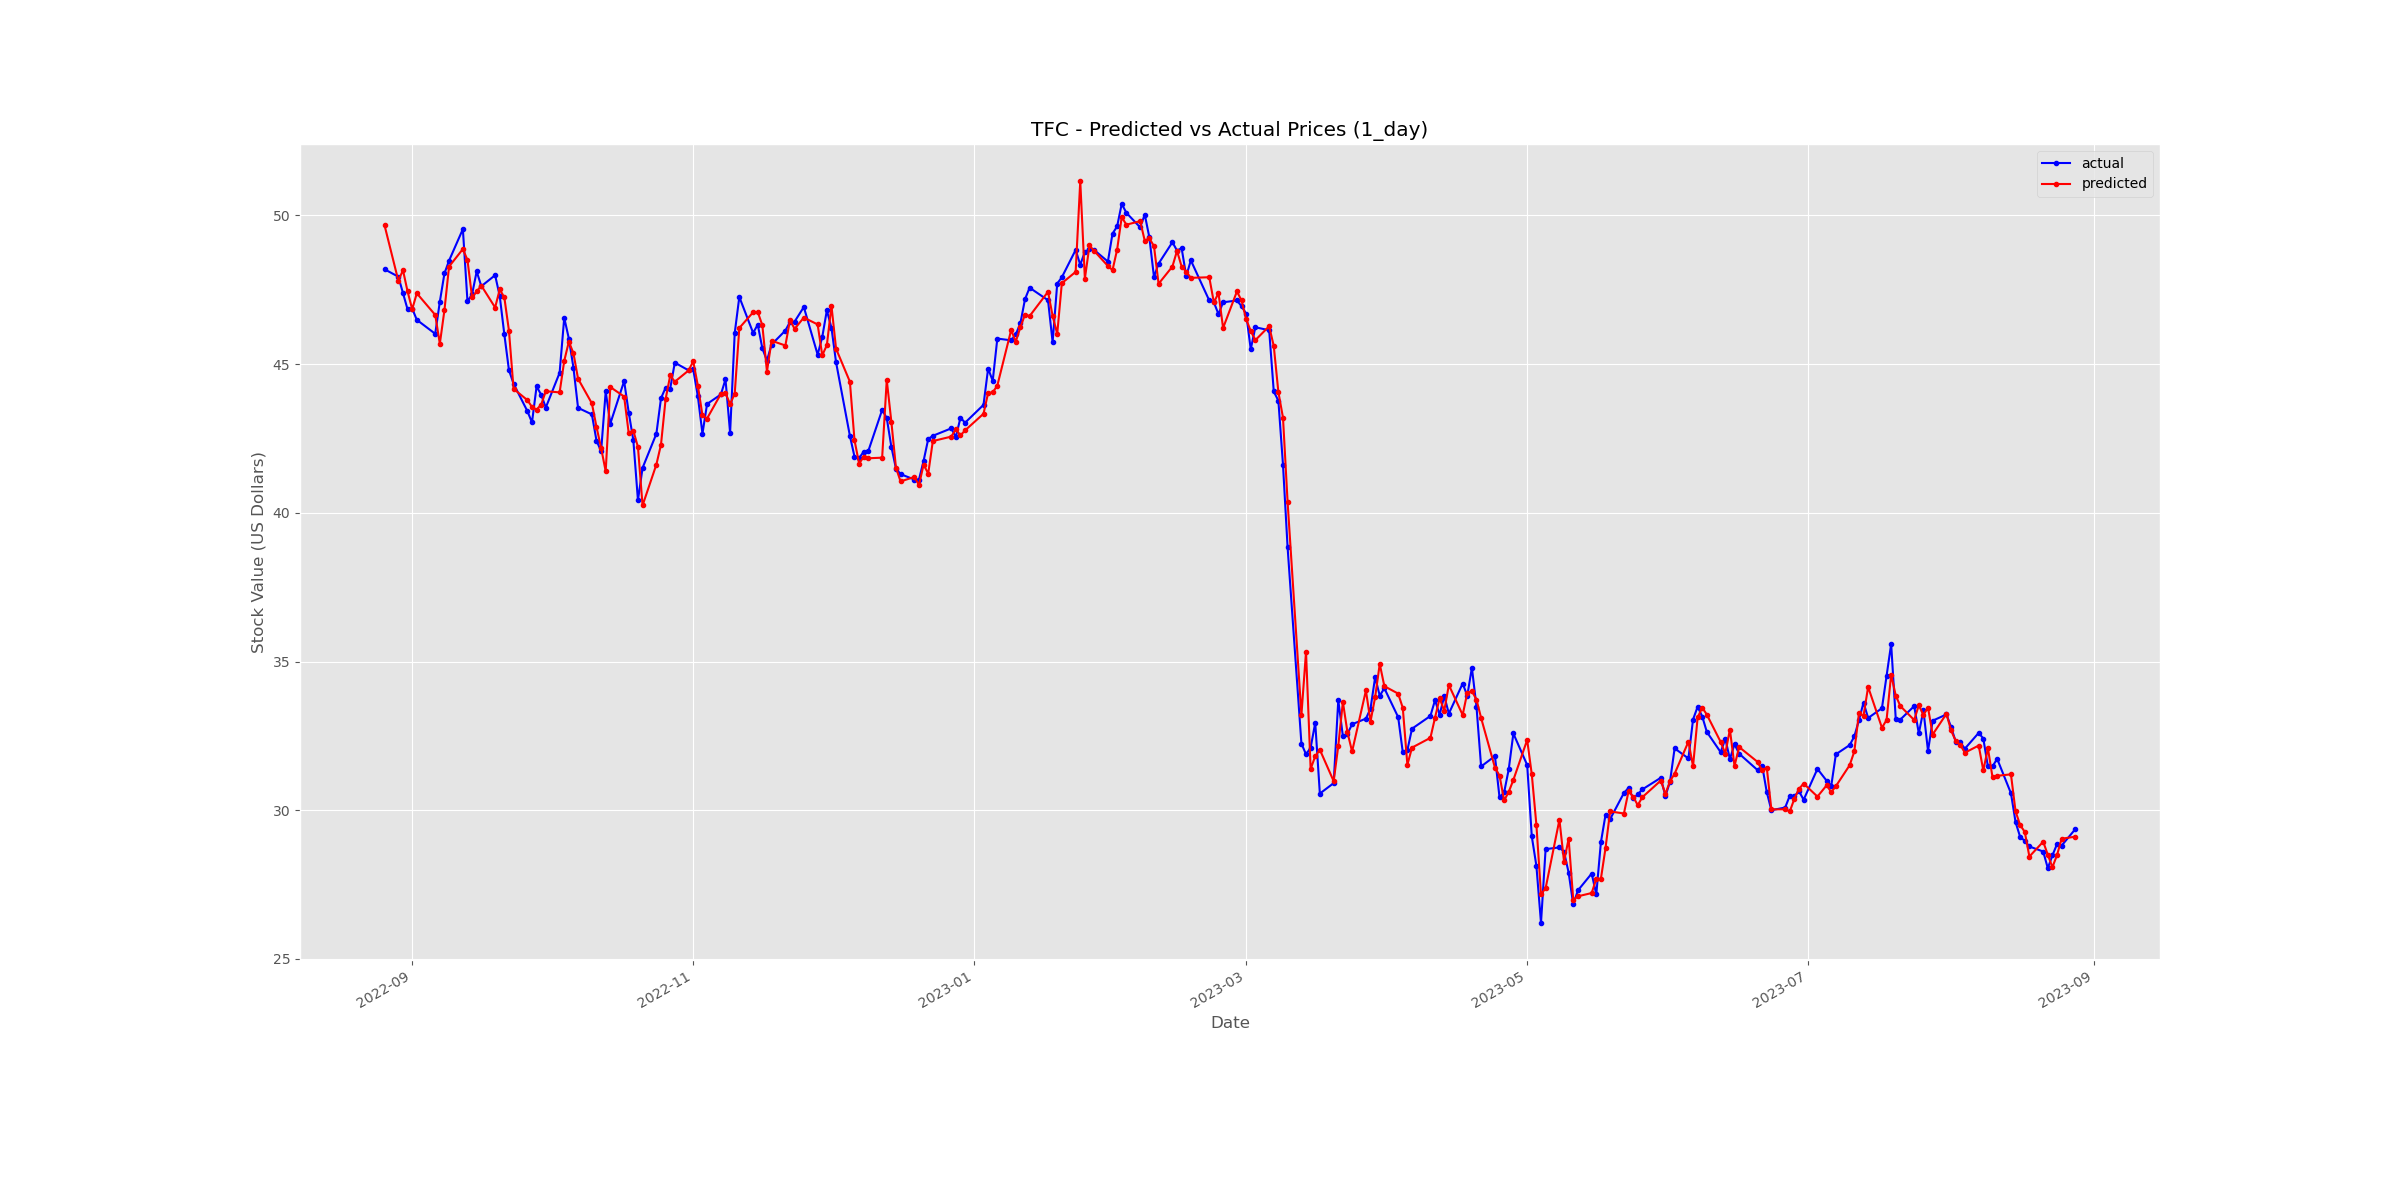 TFC - Predicted vs Actual Prices (1_day)
actual
predicted
50
45
40
35
30
25
Stock Value (US Dollars)
2022-09
2022-11
2023-01
2023-03
2023-05
2023-07
2023-09
Date